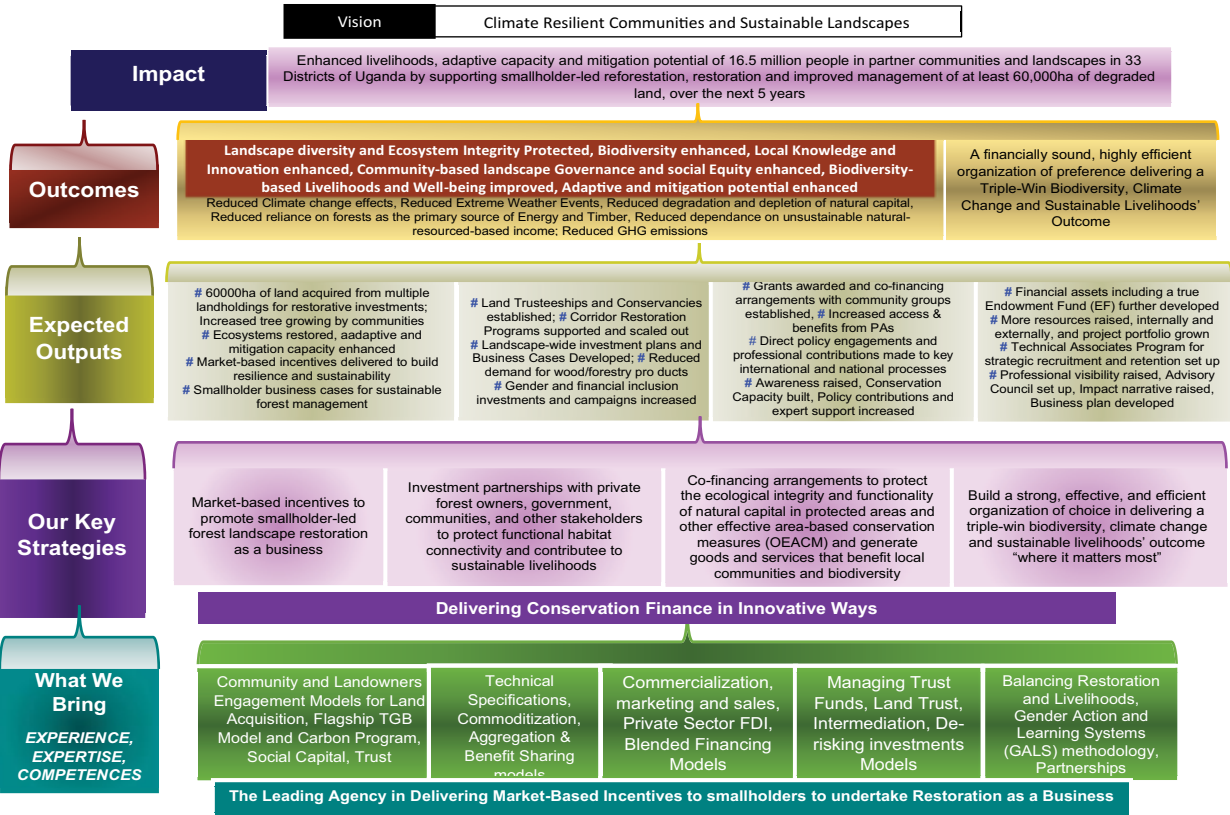 Vision
Climate Resilient Communities and Sustainable Landscapes
Impact
Enhanced livelihoods, adaptive capacity and mitigation potential of 16.5 million people in partner communities and landscapes in 33
Districts of Uganda by supporting smallholder-led reforestation, restoration and improved management of at least 60,000ha of degraded
land, over the next 5 years
Outcomes
Landscape diversity and Ecosystem Integrity Protected, Biodiversity enhanced, Local Knowledge and
Innovation enhanced, Community-based landscape Governance and social Equity enhanced, Biodiversity-
based Livelihoods and Well-being improved, Adaptive and mitigation potential enhanced
Reduced Climate change effects, Reduced Extreme Weather Events, Reduced degradation and depletion of natural capital,
Reduced reliance on forests as the primary source of Energy and Timber, Reduced dependance on unsustainable natural-
resourced-based income; Reduced GHG emissions
A financially sound, highly efficient
organization of preference delivering a
Triple-Win Biodiversity, Climate
Change and Sustainable Livelihoods’
Outcome
Expected
Outputs
# 60000ha of land acquired from multiple
landholdings for restorative investments;
Increased tree growing by communities
# Ecosystems restored, aadaptive and
mitigation capacity enhanced
# Market-based incentives delivered to build
resilience and sustainability
# Smallholder business cases for sustainable
forest management
# Land Trusteeships and Conservancies
established; # Corridor Restoration
Programs supported and scaled out
# Landscape-wide investment plans and
Business Cases Developed; # Reduced
demand for wood/forestry pro ducts
# Gender and financial inclusion
investments and campaigns increased
# Grants awarded and co-financing
arrangements with community groups
established, # Increased access &
benefits from PAs
# Direct policy engagements and
professional contributions made to key
international and national processes
# Awareness raised, Conservation
Capacity built, Policy contributions and
expert support increased
# Financial assets including a true
Endowment Fund (EF) further developed
# More resources raised, internally and
externally, and project portfolio grown
# Technical Associates Program for
strategic recruitment and retention set up
# Professional visibility raised, Advisory
Council set up, Impact narrative raised,
Business plan developed
Our Key
Strategies
Market-based incentives to
promote smallholder-led
forest landscape restoration
as a business
Investment partnerships with private
forest owners, government,
communities, and other stakeholders
to protect functional habitat
connectivity and contributee to
sustainable livelihoods
Co-financing arrangements to protect
the ecological integrity and functionality
of natural capital in protected areas and
other effective area-based conservation
measures (OEACM) and generate
goods and services that benefit local
communities and biodiversity
Build a strong, effective, and efficient
organization of choice in delivering a
triple-win biodiversity, climate change
and sustainable livelihoods’ outcome
“where it matters most”
Delivering Conservation Finance in Innovative Ways
What We
Bring
EXPERIENCE,
EXPERTISE,
COMPETENCES
Community and Landowners
Engagement Models for Land
Acquisition, Flagship TGB
Model and Carbon Program,
Social Capital, Trust
Technical
Specifications,
Commoditization,
Aggregation &
Benefit Sharing
models
Commercialization,
marketing and sales,
Private Sector FDI,
Blended Financing
Models
Managing Trust
Funds, Land Trust,
Intermediation, De-
risking investments
Models
Balancing Restoration
and Livelihoods,
Gender Action and
Learning Systems
(GALS) methodology,
Partnerships
The Leading Agency in Delivering Market-Based Incentives to smallholders to undertake Restoration as a Business